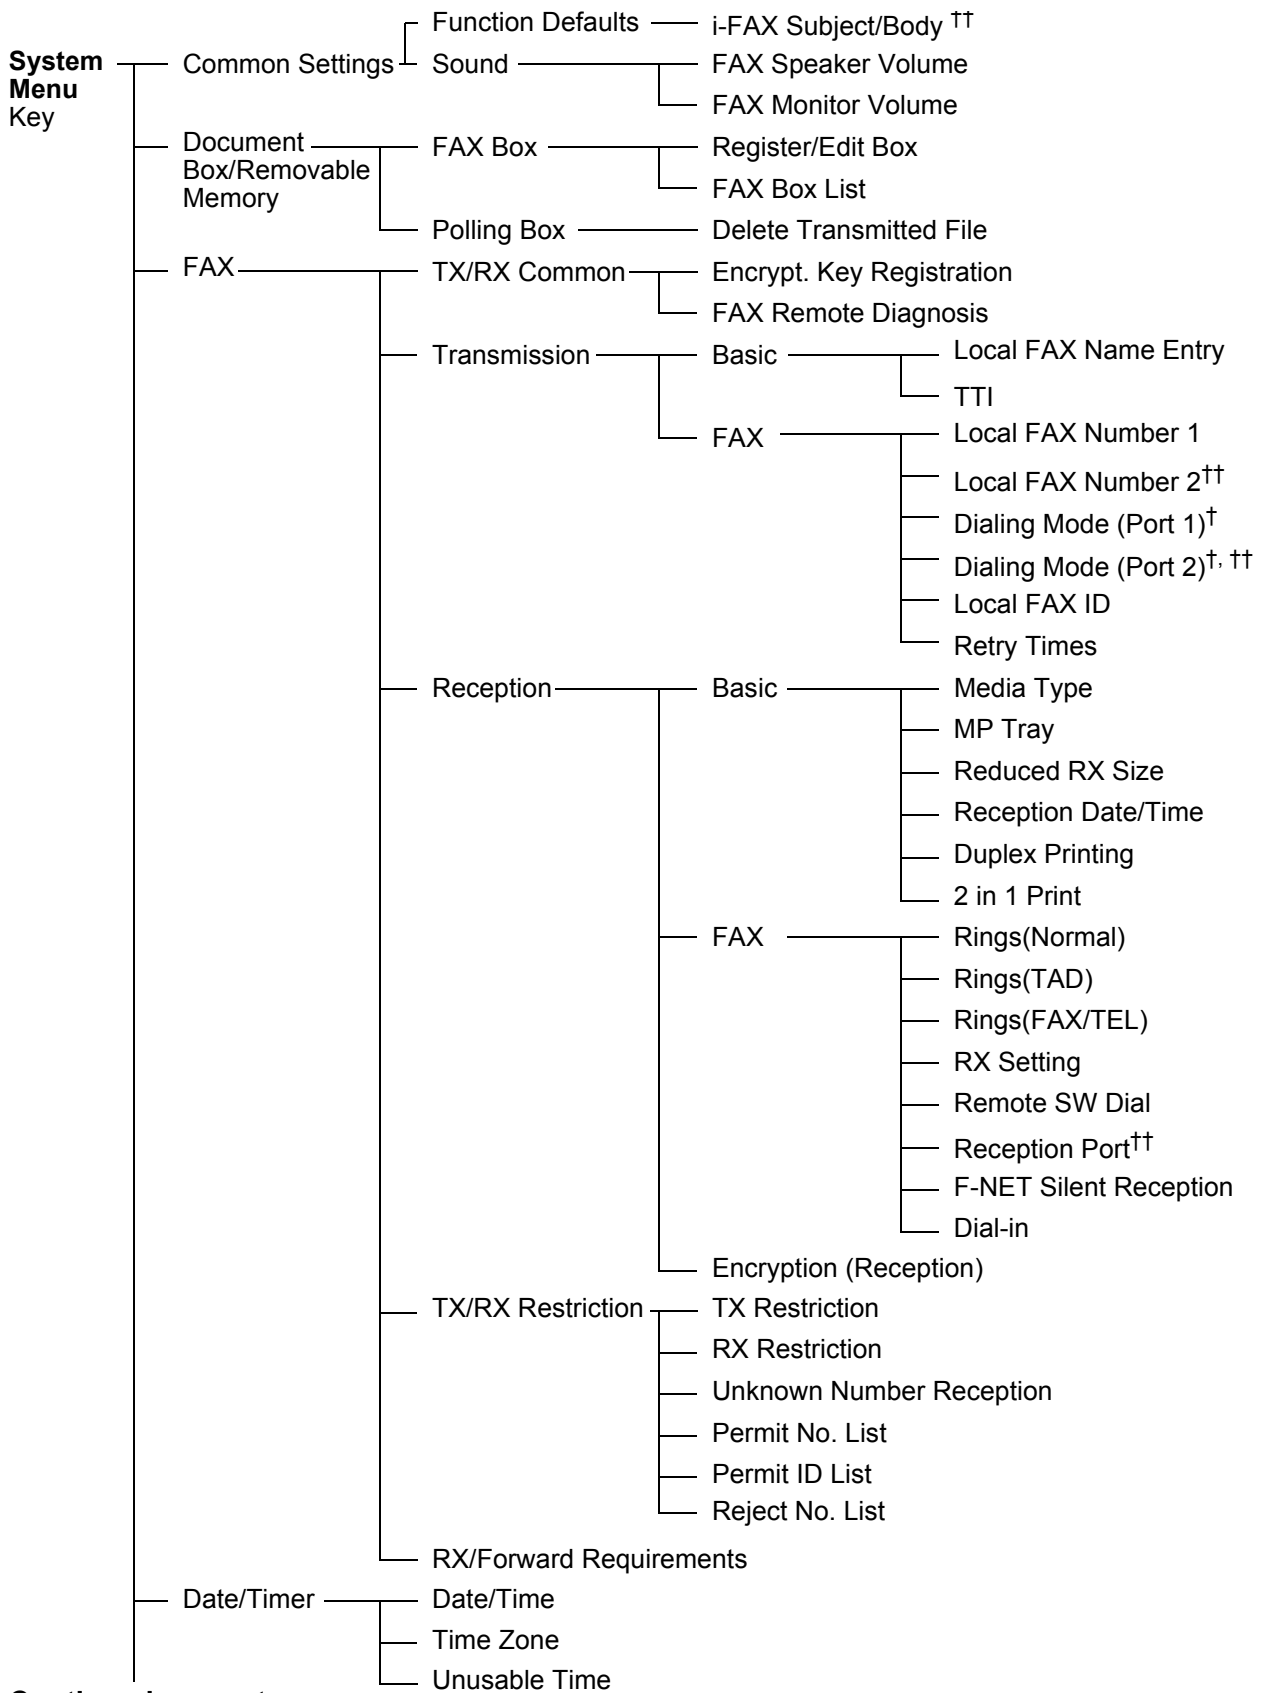 Function Defaults
i-FAX Subject/Body ††
System
Menu
Key
Common Settings
Sound
FAX Speaker Volume
FAX Monitor Volume
Document
Box/Removable
Memory
FAX Box
Register/Edit Box
FAX Box List
Polling Box
Delete Transmitted File
FAX
TX/RX Common
Encrypt. Key Registration
FAX Remote Diagnosis
Transmission
Basic
Local FAX Name Entry
TTI
FAX
Local FAX Number 1
Local FAX Number 2††
Dialing Mode (Port 1)†
Dialing Mode (Port 2)†, ††
Local FAX ID
Retry Times
Reception
Basic
Media Type
MP Tray
Reduced RX Size
Reception Date/Time
Duplex Printing
2 in 1 Print
FAX
Rings(Normal)
Rings(TAD)
Rings(FAX/TEL)
RX Setting
Remote SW Dial
Reception Port††
F-NET Silent Reception
Dial-in
Encryption (Reception)
TX/RX Restriction
TX Restriction
RX Restriction
Unknown Number Reception
Permit No. List
Permit ID List
Reject No. List
RX/Forward Requirements
Date/Timer
Date/Time
Time Zone
Unusable Time